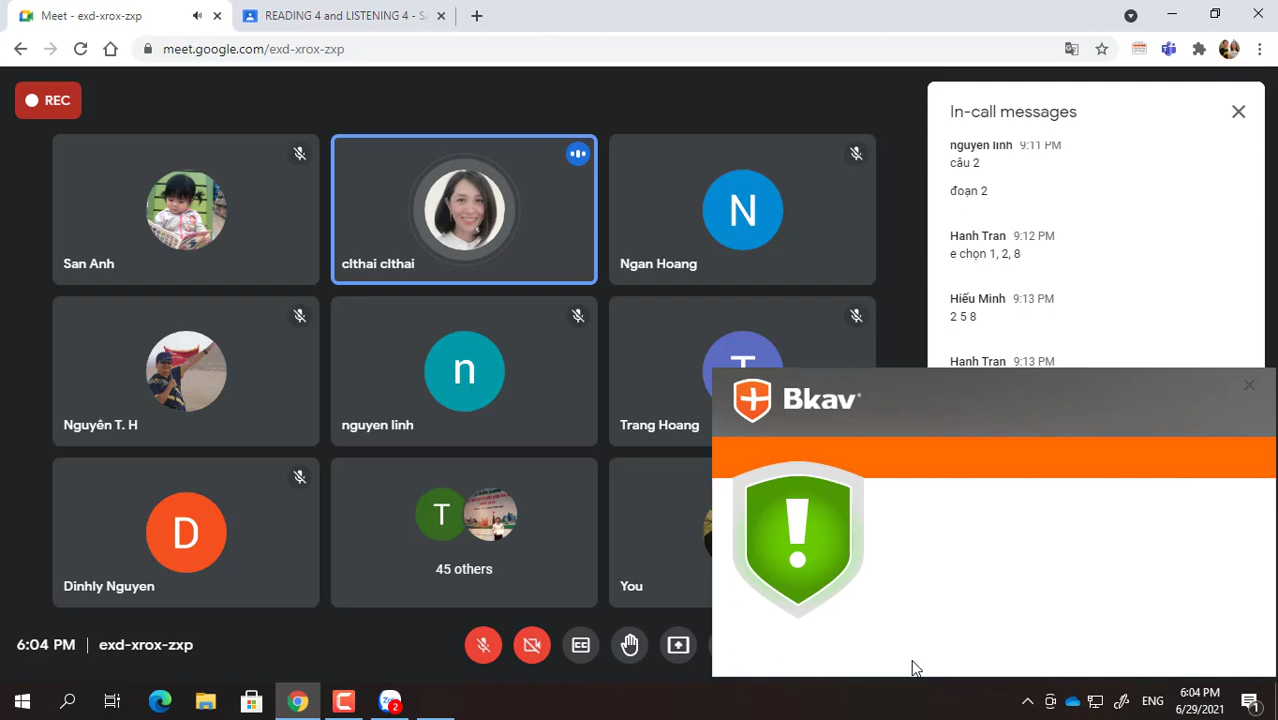 Meet - exd-xrox-zxp
READING 4 and LISTENING 4 - S
meet.google.com/exd-xrox-zxp
REC
In-call messages
nguyen linh 9:11 PM
câu 2
đoạn 2
Hanh Tran 9:12 PM
e chọn 1, 2, 8
Hiếu Minh 9:13 PM
2 5 8
Hanh Tran 9:13 PM
San Anh
clthai clthai
N
Ngan Hoang
Nguyên T. H
n
nguyen linh
T
Trang Hoang
Bkav
D
Dinhly Nguyen
T
45 others
You
!
6:04 PM exd-xrox-zxp
CC
2
ENG
6:04 PM
6/29/2021
1